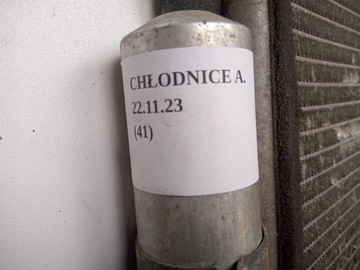 CHŁODNICE A.
22.11.23
(41)